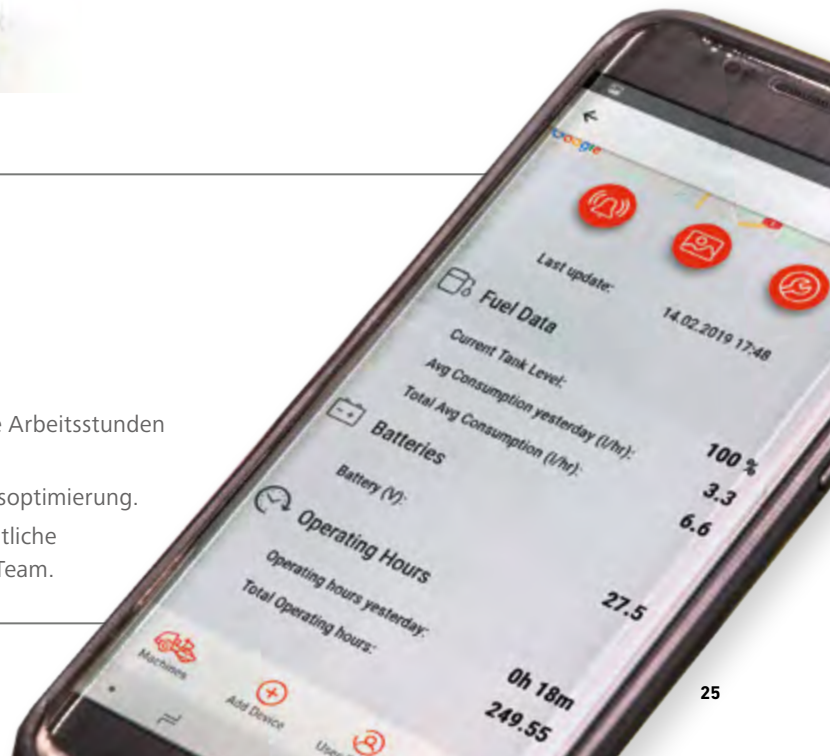 Google
Last update: 14.02.2019 17:48
Fuel Data
Current Tank Level: 100 %
Avg Consumption yesterday (l/hr): 3.3
Total Avg Consumption (l/hr): 6.6
Batteries
Battery (V): 27.5
Operating Hours
Operating hours yesterday: 0h 18m
Total Operating hours: 249.55
Machines
Add Device
User
Arbeitsstunden
soptimierung.
tliche
Team.
25